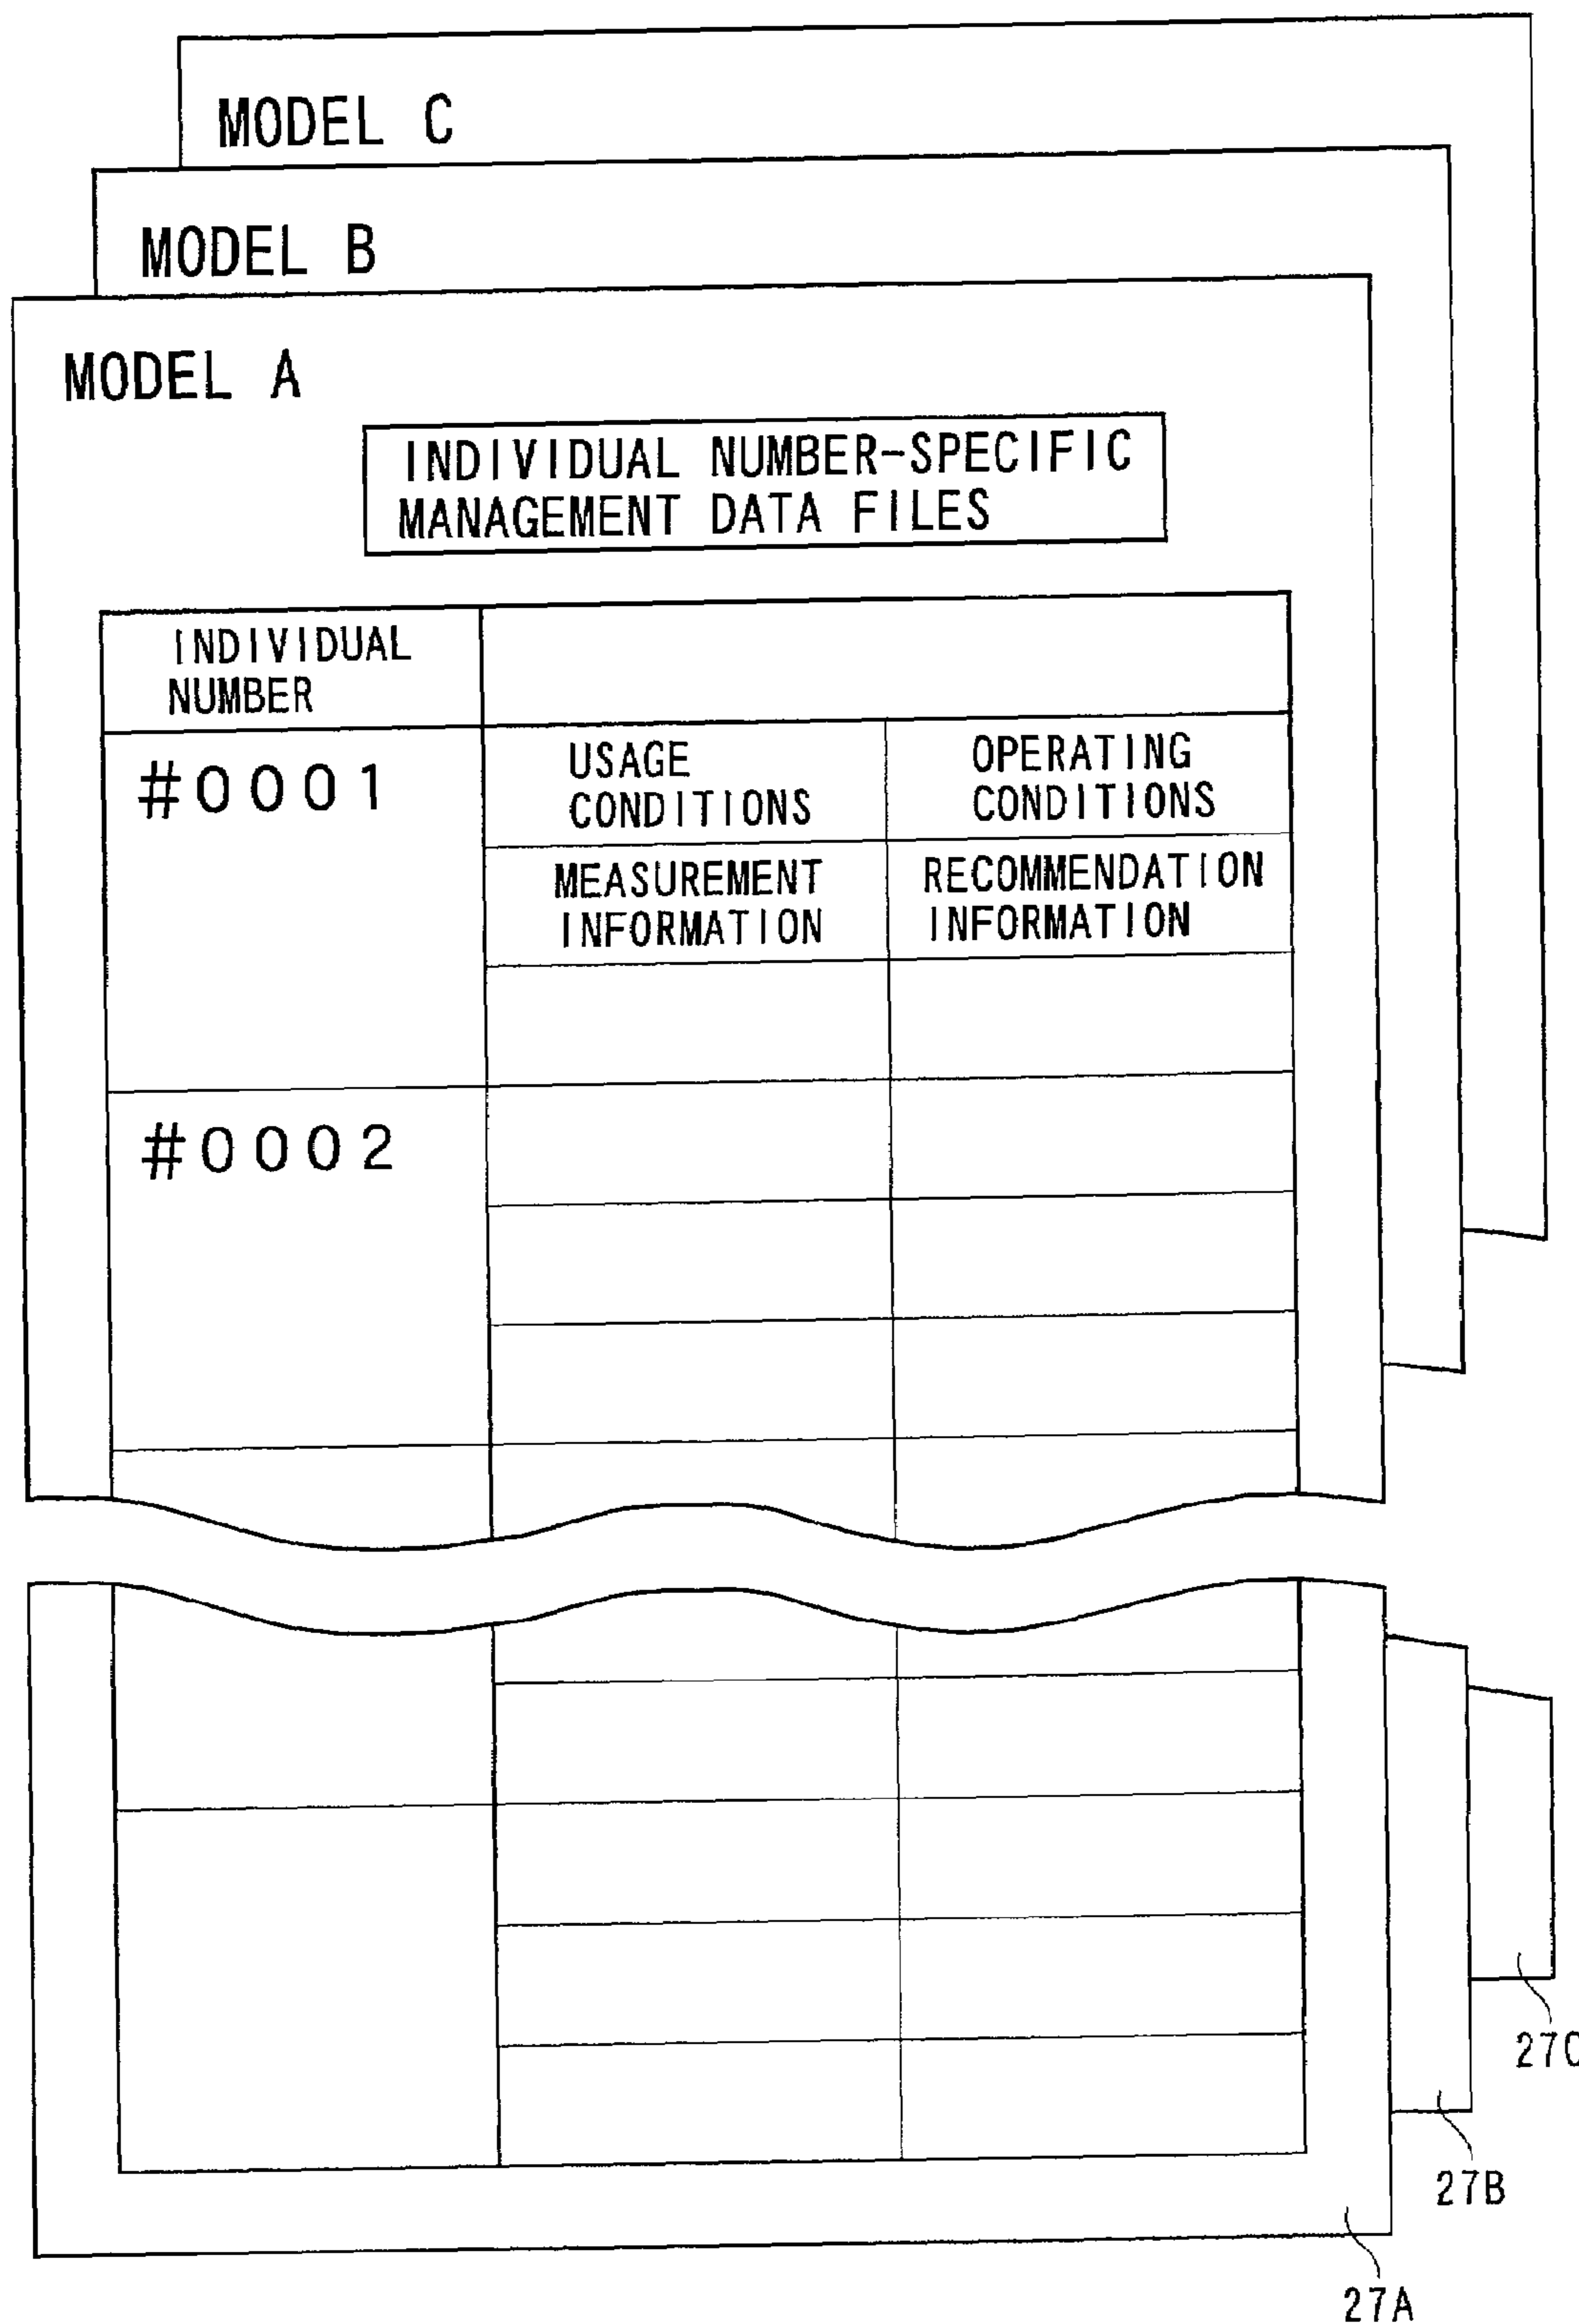 MODEL C
MODEL B
MODEL A
INDIVIDUAL NUMBER-SPECIFIC
MANAGEMENT DATA FILES
INDIVIDUAL
NUMBER
#0001
USAGE
CONDITIONS
OPERATING
CONDITIONS
MEASUREMENT
INFORMATION
RECOMMENDATION
INFORMATION
#0002
27C
27B
27A